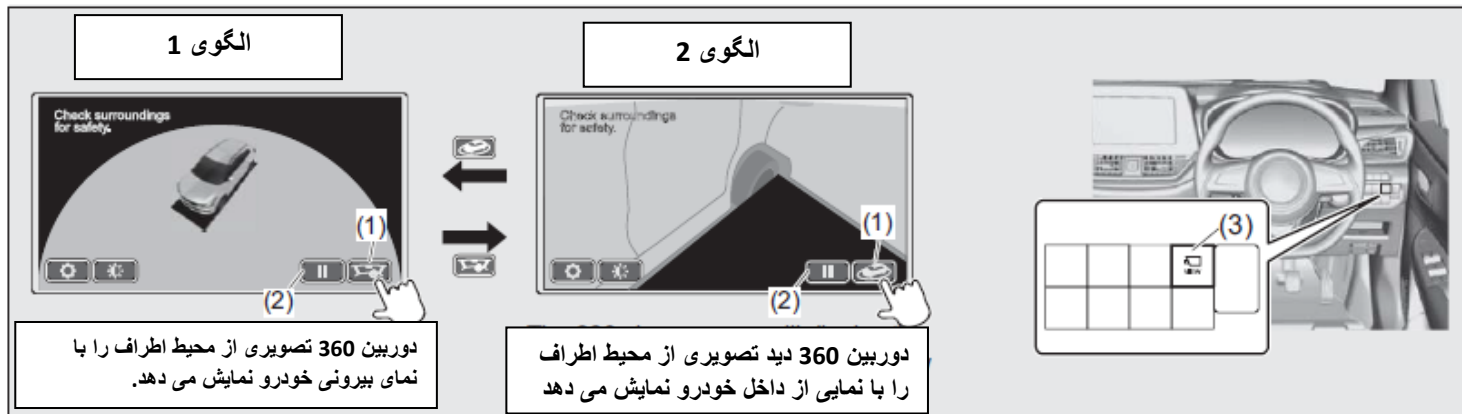 الگوی 1
الگوی 2
Check surroundings
for safety.
(1)
(2)
Check surroundings
for safety.
(1)
(2)
(3)
VIEW
دوربین 360 تصویری از محیط اطراف را با
نمای بیرونی خودرو نمایش می دهد.
دوربین 360 دید تصویری از محیط اطراف
را با نمایی از داخل خودرو نمایش می دهد